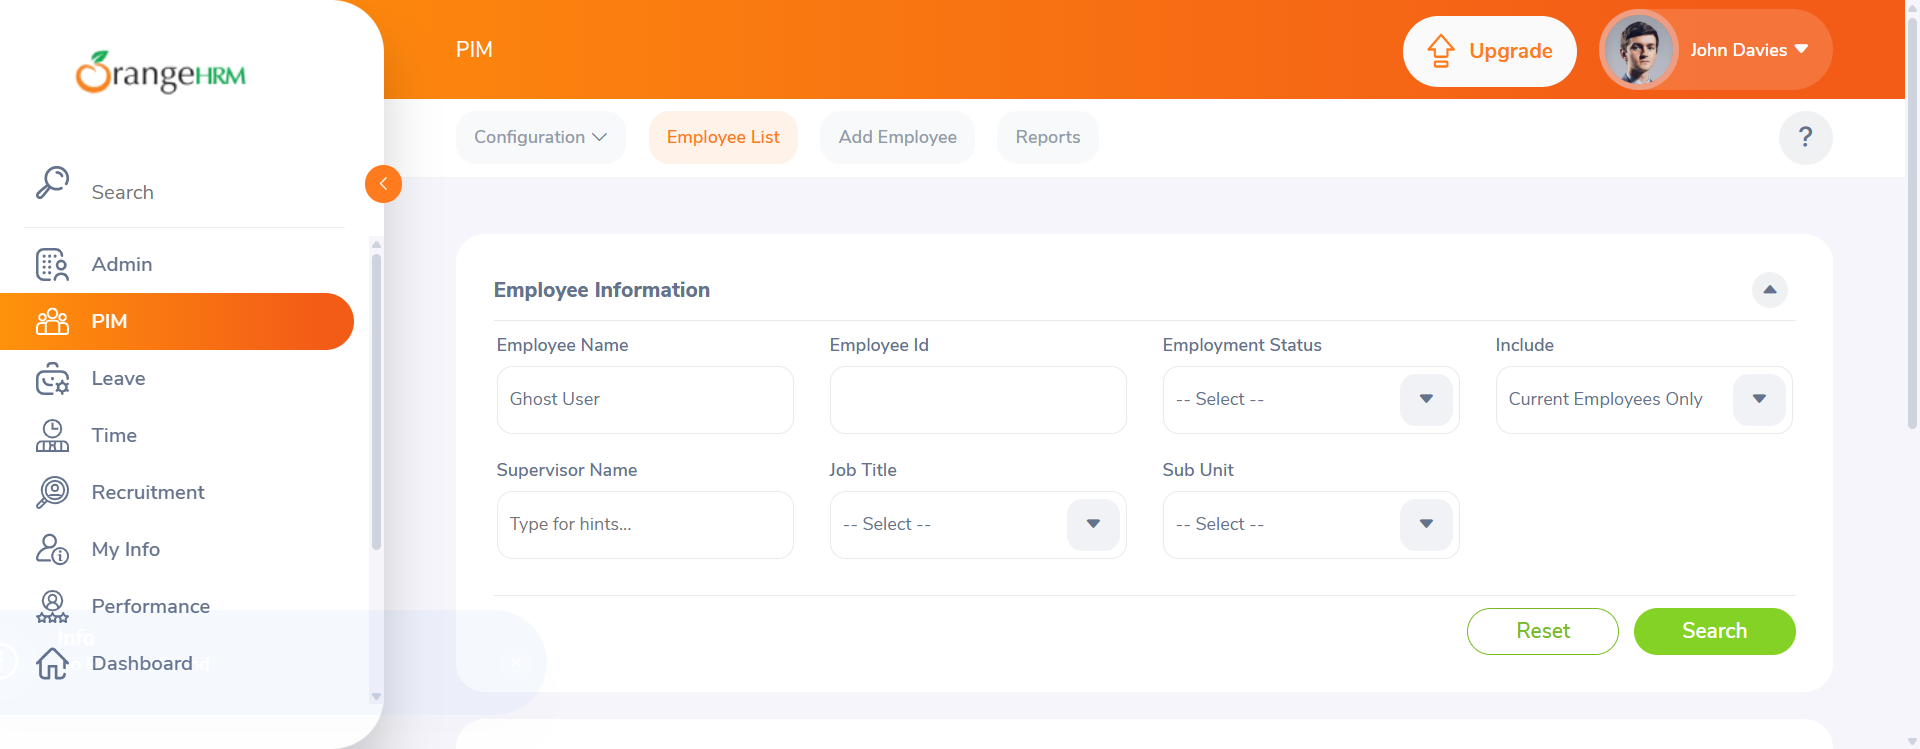 OrangeHRM
PIM
Upgrade
John Davies
Configuration
Employee List
Add Employee
Reports
?
Search
Admin
PIM
Leave
Time
Recruitment
My Info
Performance
Info
Dashboard
Employee Information
Employee Name
Employee Id
Employment Status
Include
Ghost User
-- Select --
Current Employees Only
Supervisor Name
Job Title
Sub Unit
Type for hints...
-- Select --
-- Select --
Reset
Search